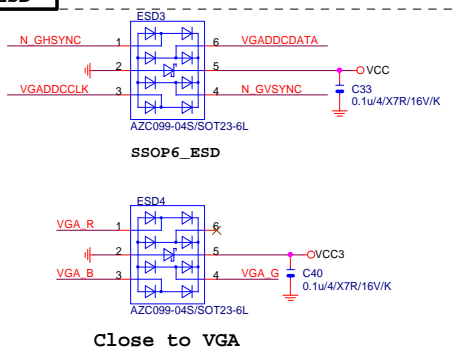 ESD3
N_GHSYNC 1 6 VGADDCDATA
2 5 VCC
VGADDCCLK 3 4 N_GVSYNC
C33
0.1u/4/X7R/16V/K
AZC099-04S/SOT23-6L
SSOP6_ESD
ESD4
VGA_R 1 6
2 5 VCC3
VGA_B 3 4 VGA_G
C40
0.1u/4/X7R/16V/K
AZC099-04S/SOT23-6L
Close to VGA